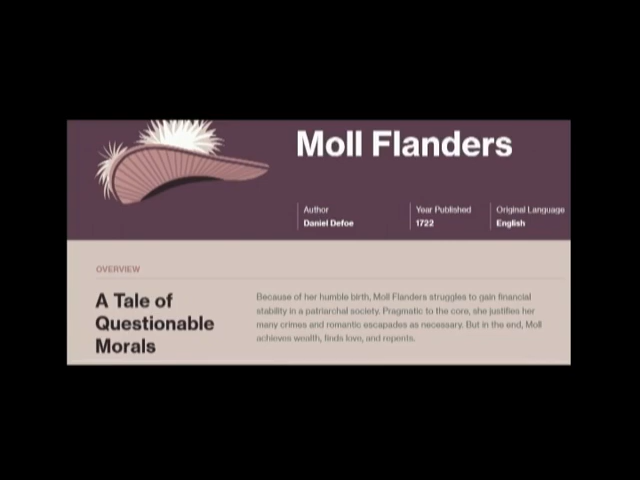 Moll Flanders
Author
Daniel Defoe
Year Published
1722
Original Language
English
OVERVIEW
A Tale of
Questionable
Morals
Because of her humble birth, Moll Flanders struggles to gain financial
stability in a patriarchal society. Pragmatic to the core, she justifies her
many crimes and romantic escapades as necessary. But in the end, Moll
achieves wealth, finds love, and repents.